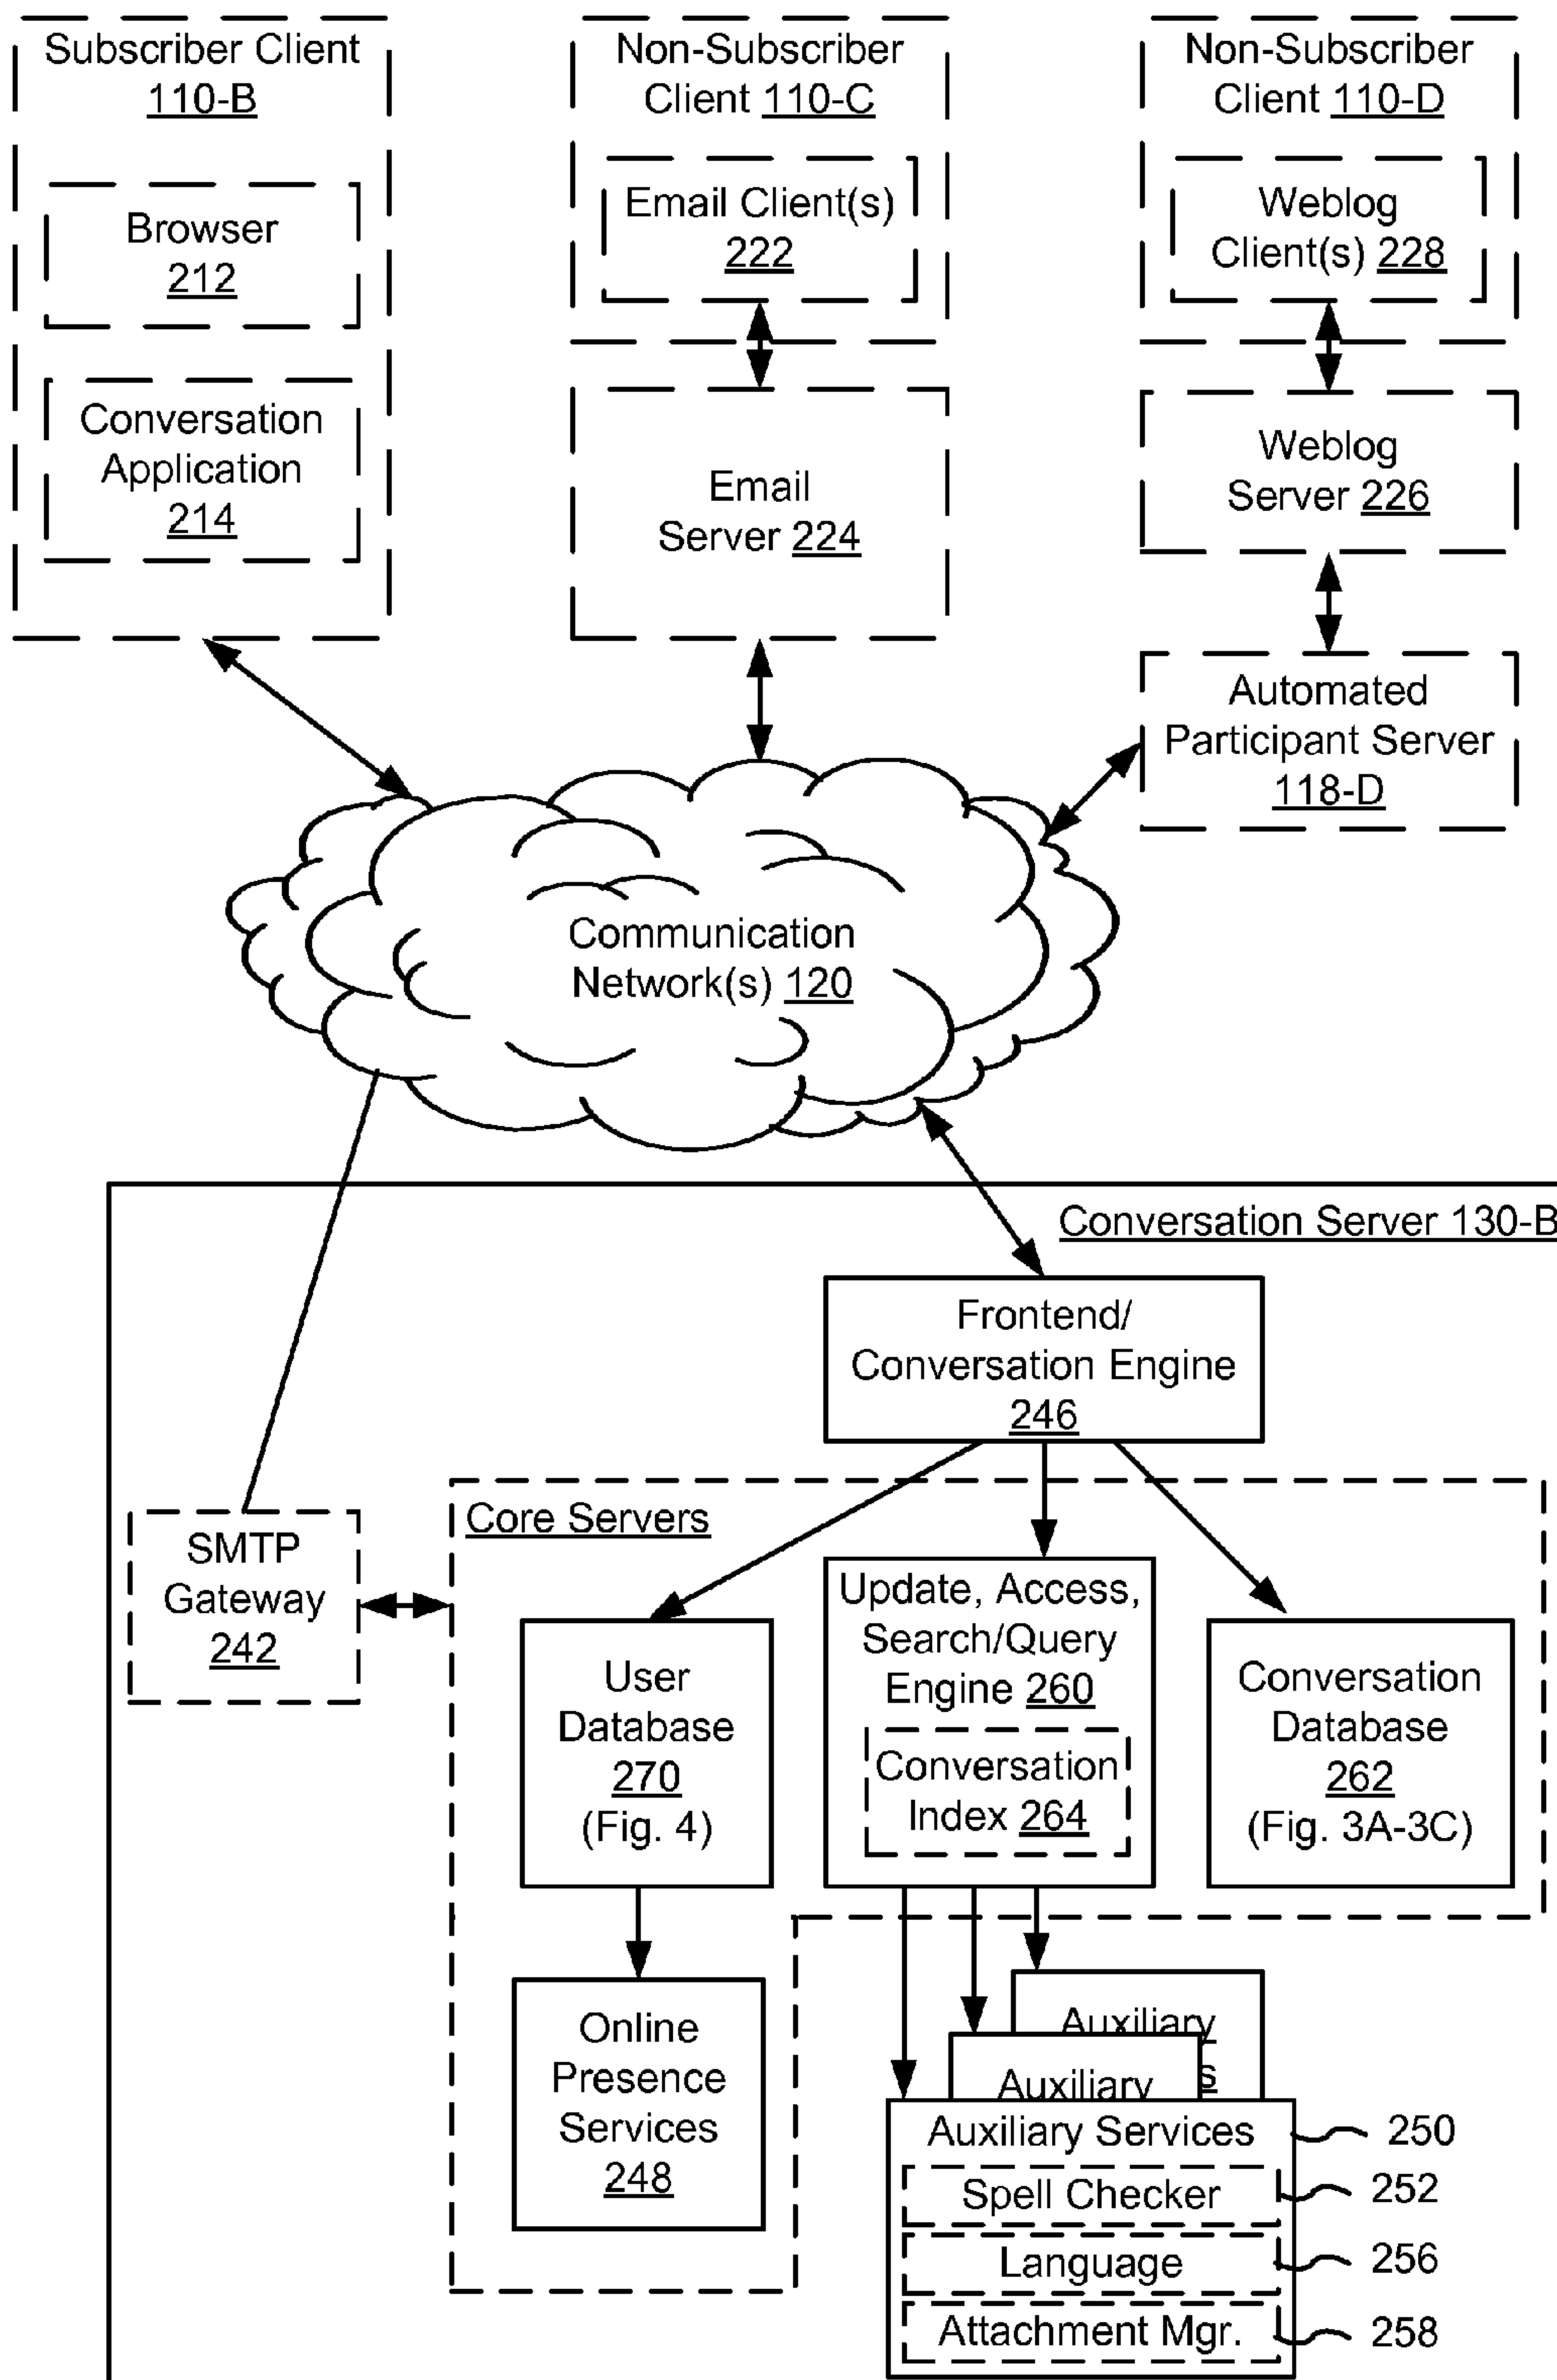 Subscriber Client
110-B
Browser
212
Conversation
Application
214
Non-Subscriber
Client 110-C
Email Client(s)
222
Email
Server 224
Non-Subscriber
Client 110-D
Weblog
Client(s) 228
Weblog
Server 226
Automated
Participant Server
118-D
Communication
Network(s) 120
Conversation Server 130-B
Frontend/
Conversation Engine
246
SMTP
Gateway
242
Core Servers
User
Database
270
(Fig. 4)
Update, Access,
Search/Query
Engine 260
Conversation
Index 264
Conversation
Database
262
(Fig. 3A-3C)
Online
Presence
Services
248
Auxiliary
s
Auxiliary
Auxiliary Services
250
Spell Checker
252
Language
256
Attachment Mgr.
258